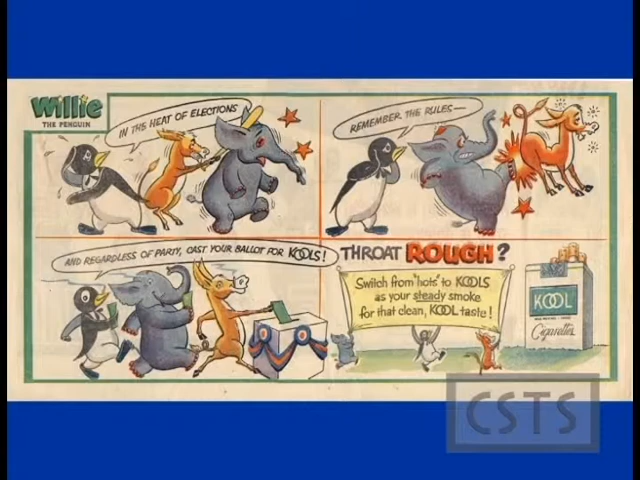 Willie
THE PENGUIN
IN THE HEAT OF ELECTIONS
REMEMBER THE RULES—
AND REGARDLESS OF PARTY, CAST YOUR BALLOT FOR KOOLS!
THROAT ROUGH?
Switch from "hots" to KOOLS
as your steady smoke
for that clean, KOOL taste!
KOOL
Cigarettes
CSTS